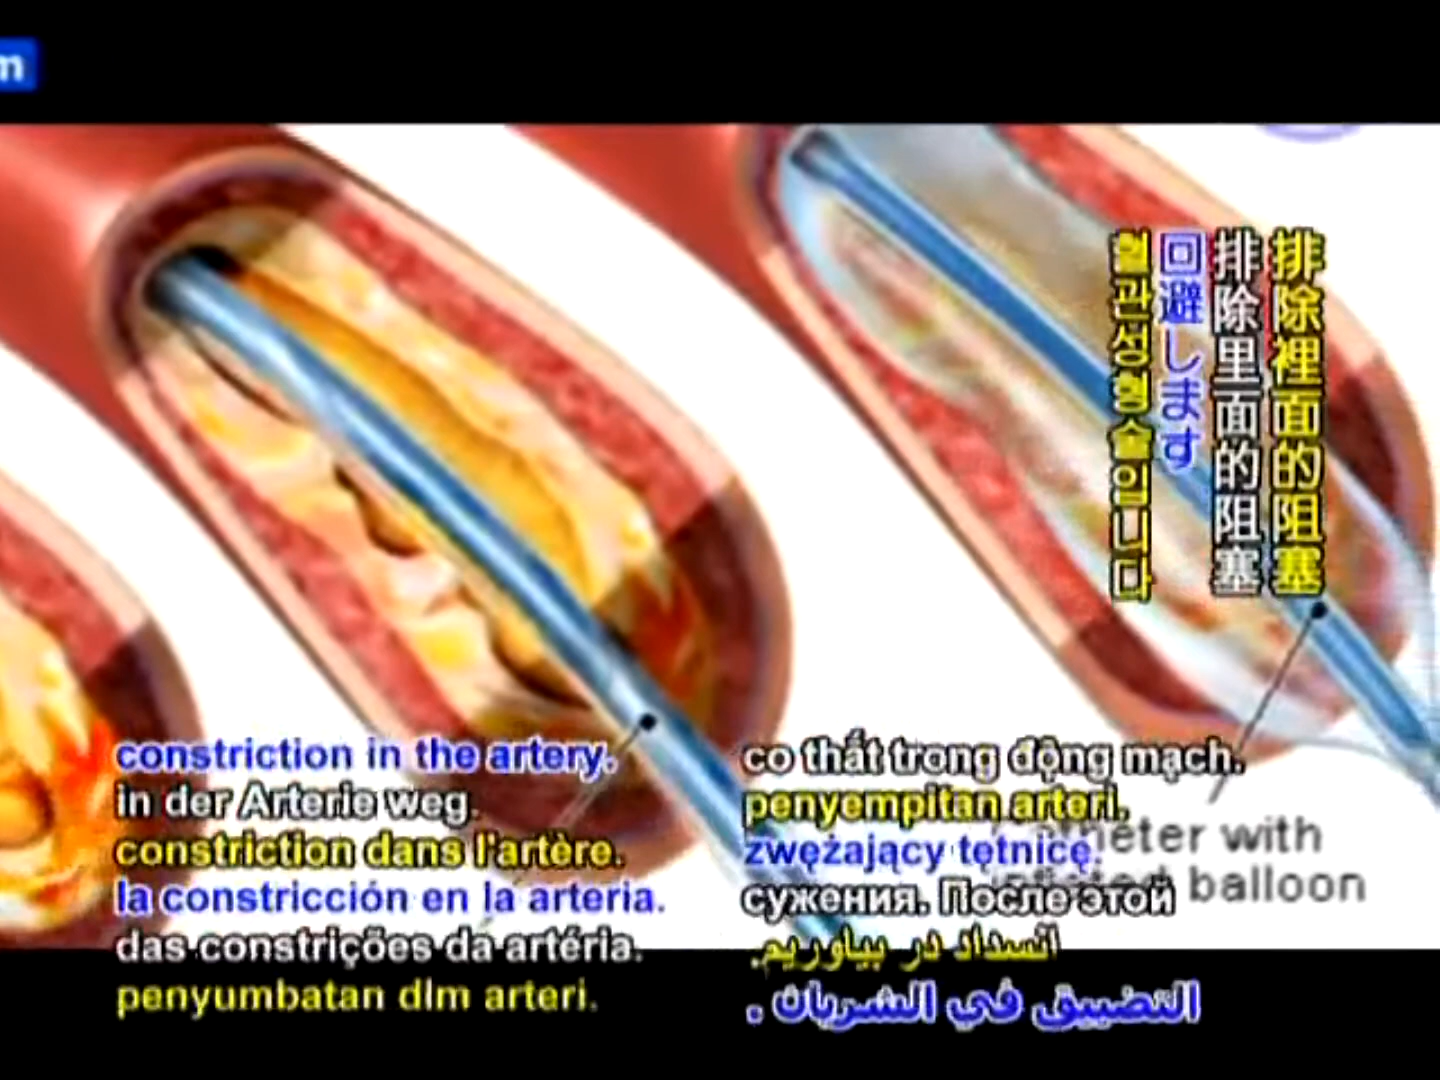 m
排除裡面的阻塞
排除里面的阻塞
回避します
혈관성형술입니다
constriction in the artery.
in der Arterie weg.
constriction dans l'artère.
la constricción en la arteria.
das constrições da artéria.
penyumbatan dlm arteri.
co thắt trong động mạch.
penyempitan arteri.
zwężający tętnicę.
сужения. После этой
انسداد در بیاوریم.
التضييق في الشريان .
with
balloon